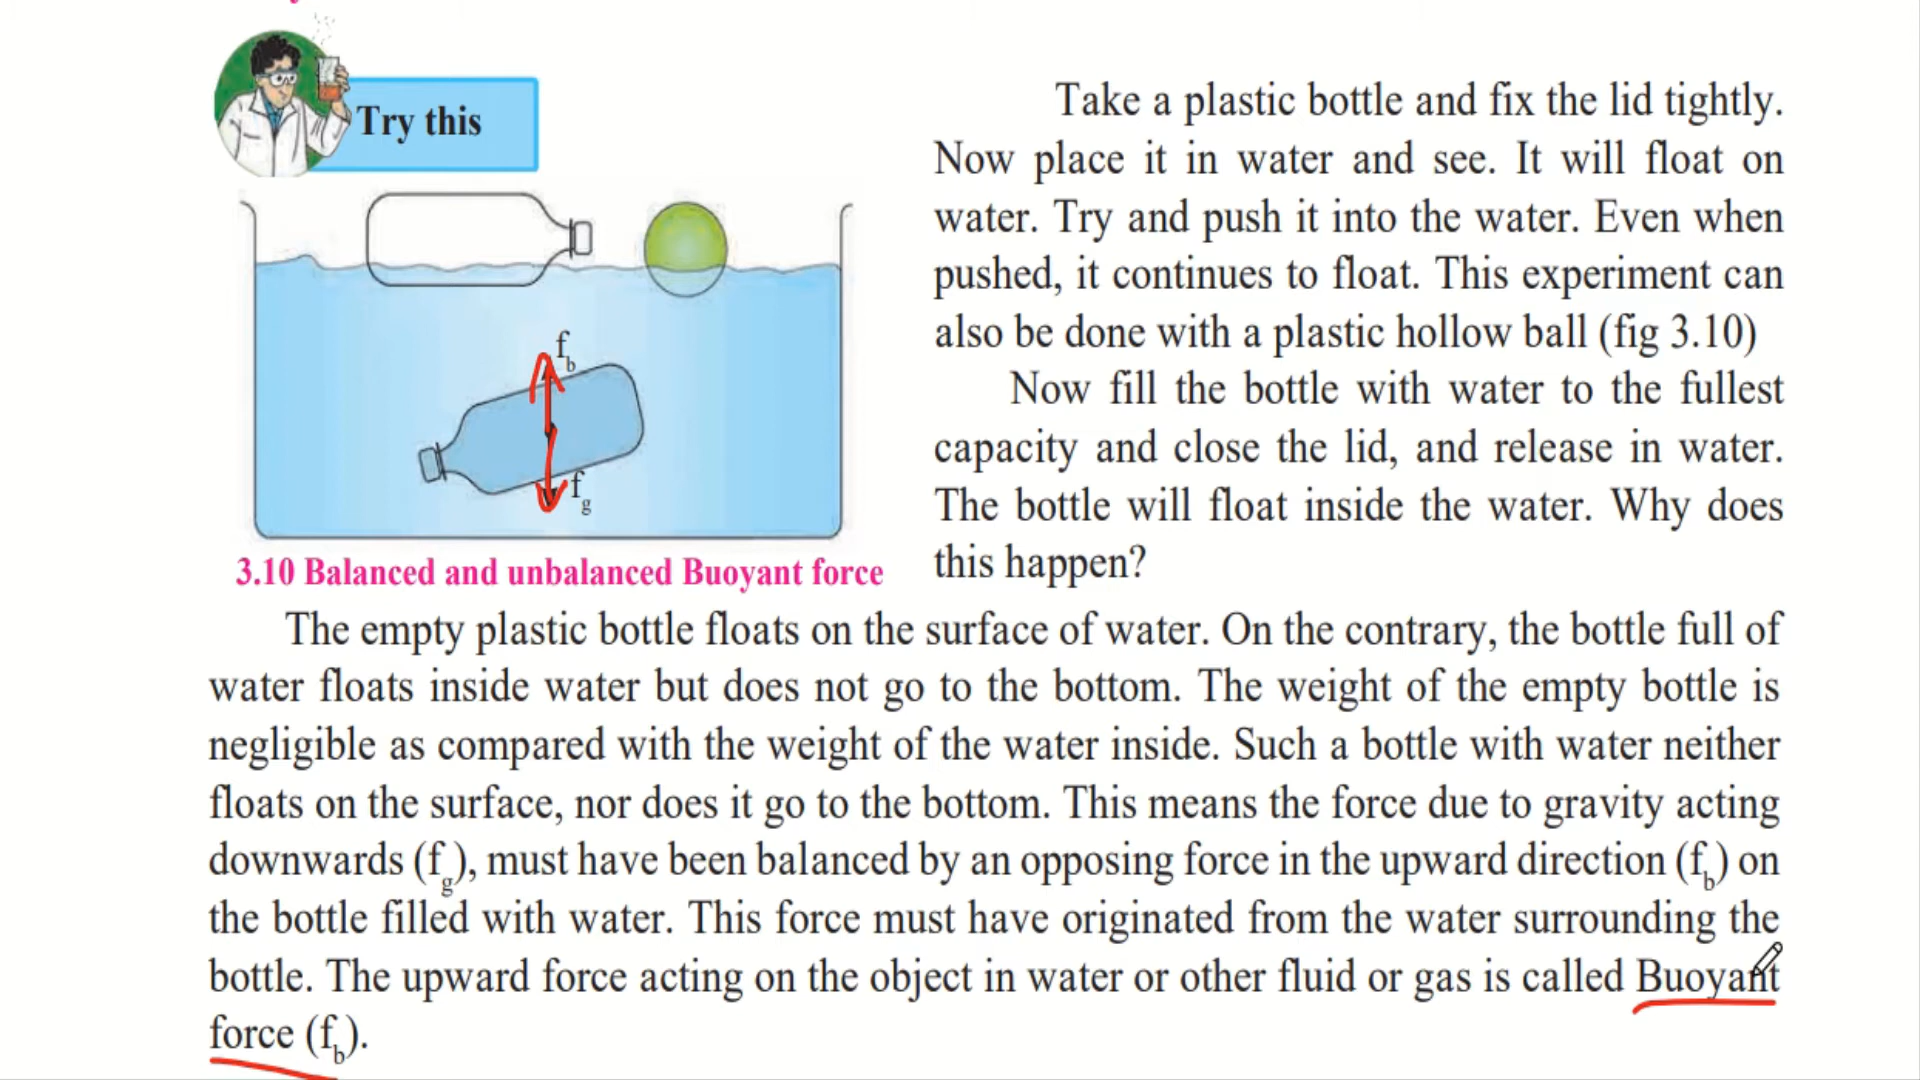 Try this
Take a plastic bottle and fix the lid tightly.
Now place it in water and see. It will float on
water. Try and push it into the water. Even when
pushed, it continues to float. This experiment can
also be done with a plastic hollow ball (fig 3.10)
Now fill the bottle with water to the fullest
capacity and close the lid, and release in water.
The bottle will float inside the water. Why does
this happen?
fb
fg
3.10 Balanced and unbalanced Buoyant force
The empty plastic bottle floats on the surface of water. On the contrary, the bottle full of
water floats inside water but does not go to the bottom. The weight of the empty bottle is
negligible as compared with the weight of the water inside. Such a bottle with water neither
floats on the surface, nor does it go to the bottom. This means the force due to gravity acting
downwards (fg), must have been balanced by an opposing force in the upward direction (fb) on
the bottle filled with water. This force must have originated from the water surrounding the
bottle. The upward force acting on the object in water or other fluid or gas is called Buoyant
force (fb).